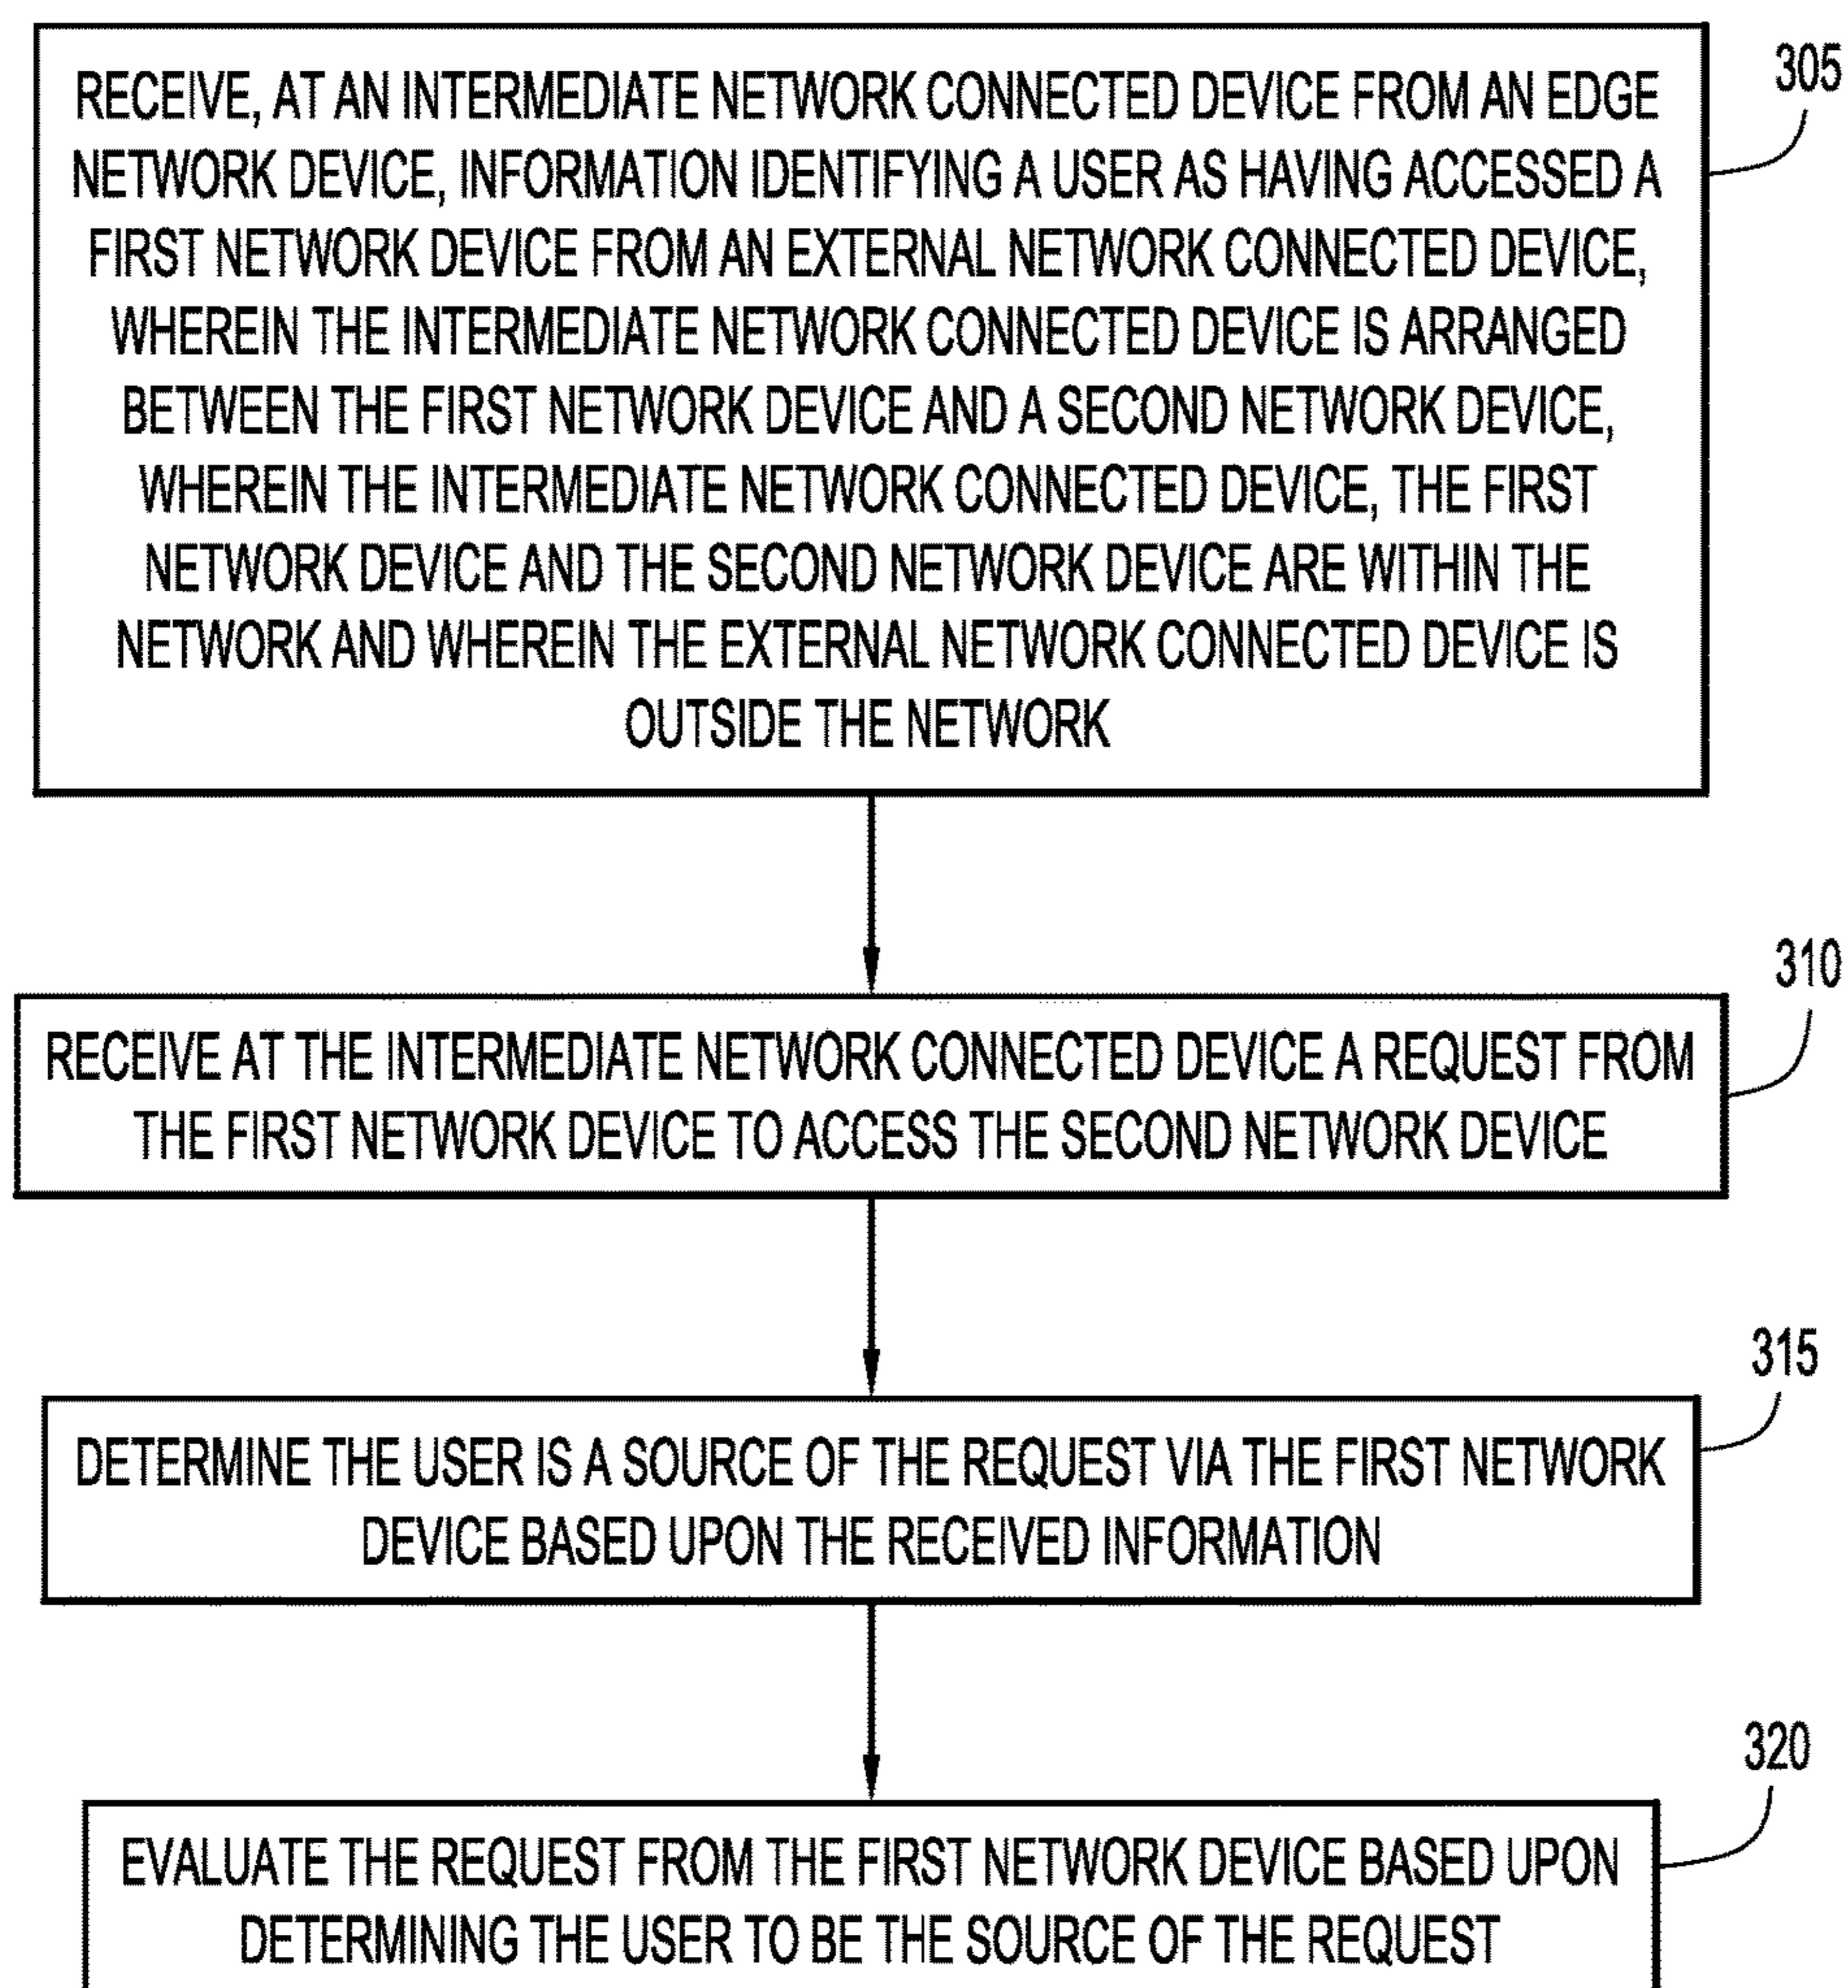 305
RECEIVE, AT AN INTERMEDIATE NETWORK CONNECTED DEVICE FROM AN EDGE
NETWORK DEVICE, INFORMATION IDENTIFYING A USER AS HAVING ACCESSED A
FIRST NETWORK DEVICE FROM AN EXTERNAL NETWORK CONNECTED DEVICE,
WHEREIN THE INTERMEDIATE NETWORK CONNECTED DEVICE IS ARRANGED
BETWEEN THE FIRST NETWORK DEVICE AND A SECOND NETWORK DEVICE,
WHEREIN THE INTERMEDIATE NETWORK CONNECTED DEVICE, THE FIRST
NETWORK DEVICE AND THE SECOND NETWORK DEVICE ARE WITHIN THE
NETWORK AND WHEREIN THE EXTERNAL NETWORK CONNECTED DEVICE IS
OUTSIDE THE NETWORK
310
RECEIVE AT THE INTERMEDIATE NETWORK CONNECTED DEVICE A REQUEST FROM
THE FIRST NETWORK DEVICE TO ACCESS THE SECOND NETWORK DEVICE
315
DETERMINE THE USER IS A SOURCE OF THE REQUEST VIA THE FIRST NETWORK
DEVICE BASED UPON THE RECEIVED INFORMATION
320
EVALUATE THE REQUEST FROM THE FIRST NETWORK DEVICE BASED UPON
DETERMINING THE USER TO BE THE SOURCE OF THE REQUEST